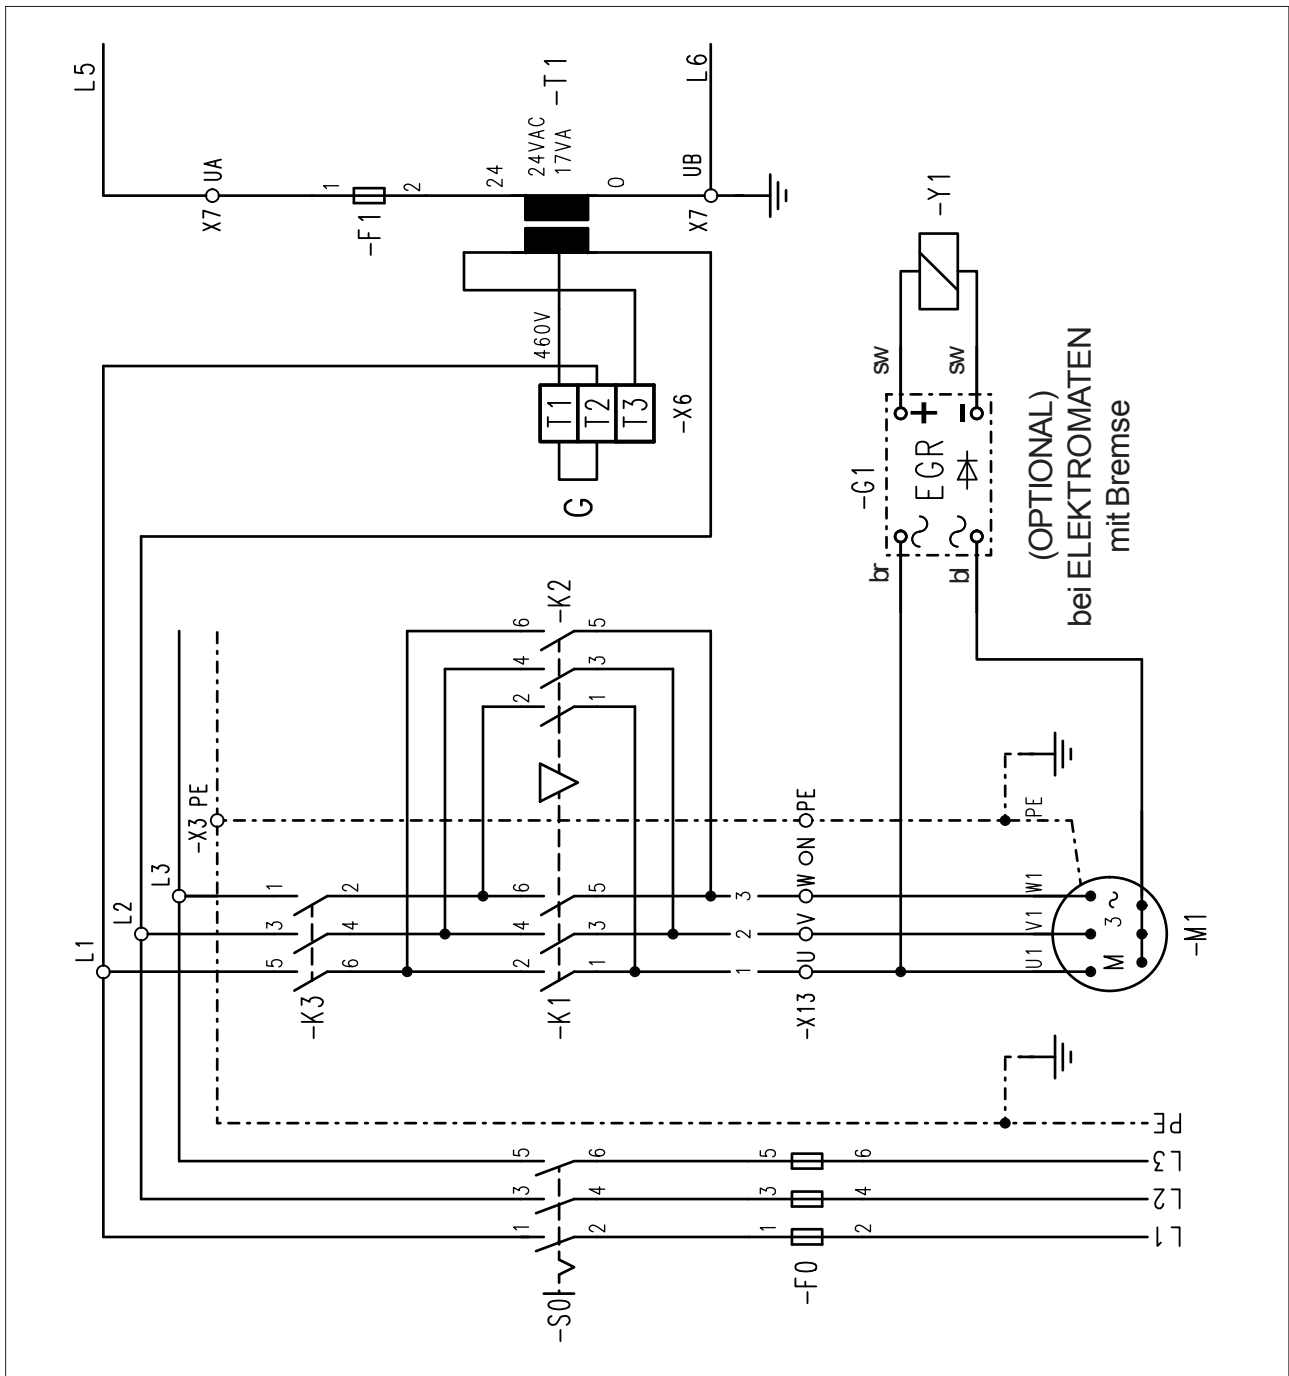 L1
L2
L3
-X3 PE
L5
X7
UA
1
2
-F1
24
24VAC
17VA
-T1
0
X7
UB
L6
460V
T1
T2
T3
-X6
G
5
3
1
6
4
2
-K3
2
4
6
1
3
5
-K1
2
4
6
1
3
5
-K2
1
2
3
-X13
U
V
W
N
PE
U1
V1
W1
PE
M
3
~
-M1
br
bl
-G1
~
~
EGR
+
-
sw
sw
-Y1
(OPTIONAL)
bei ELEKTROMATEN
mit Bremse
-S0
1
3
5
2
4
6
-F0
1
3
5
2
4
6
L1
L2
L3
PE